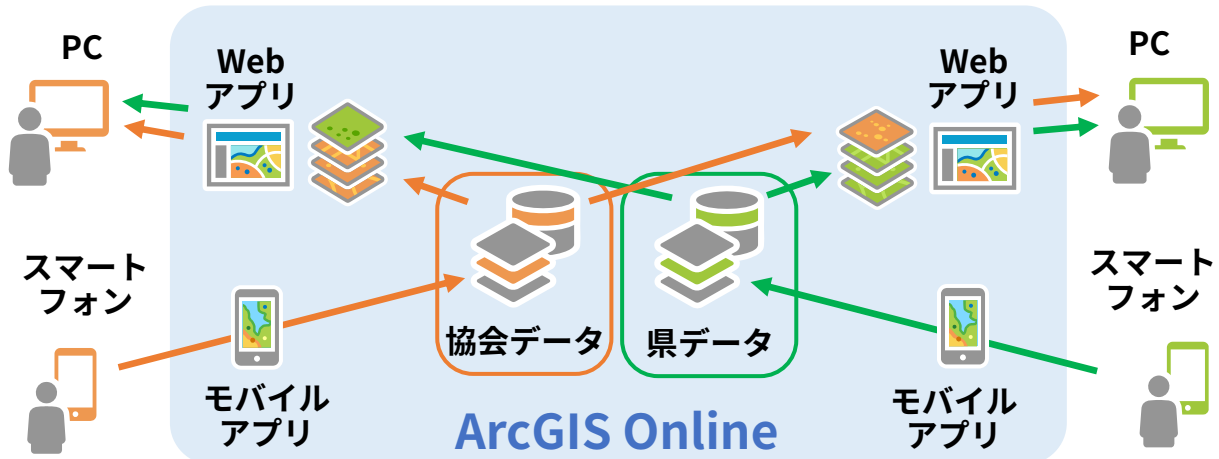 PC
Web
アプリ
Web
アプリ
PC
スマート
フォン
スマート
フォン
協会データ
県データ
モバイル
アプリ
モバイル
アプリ
ArcGIS Online